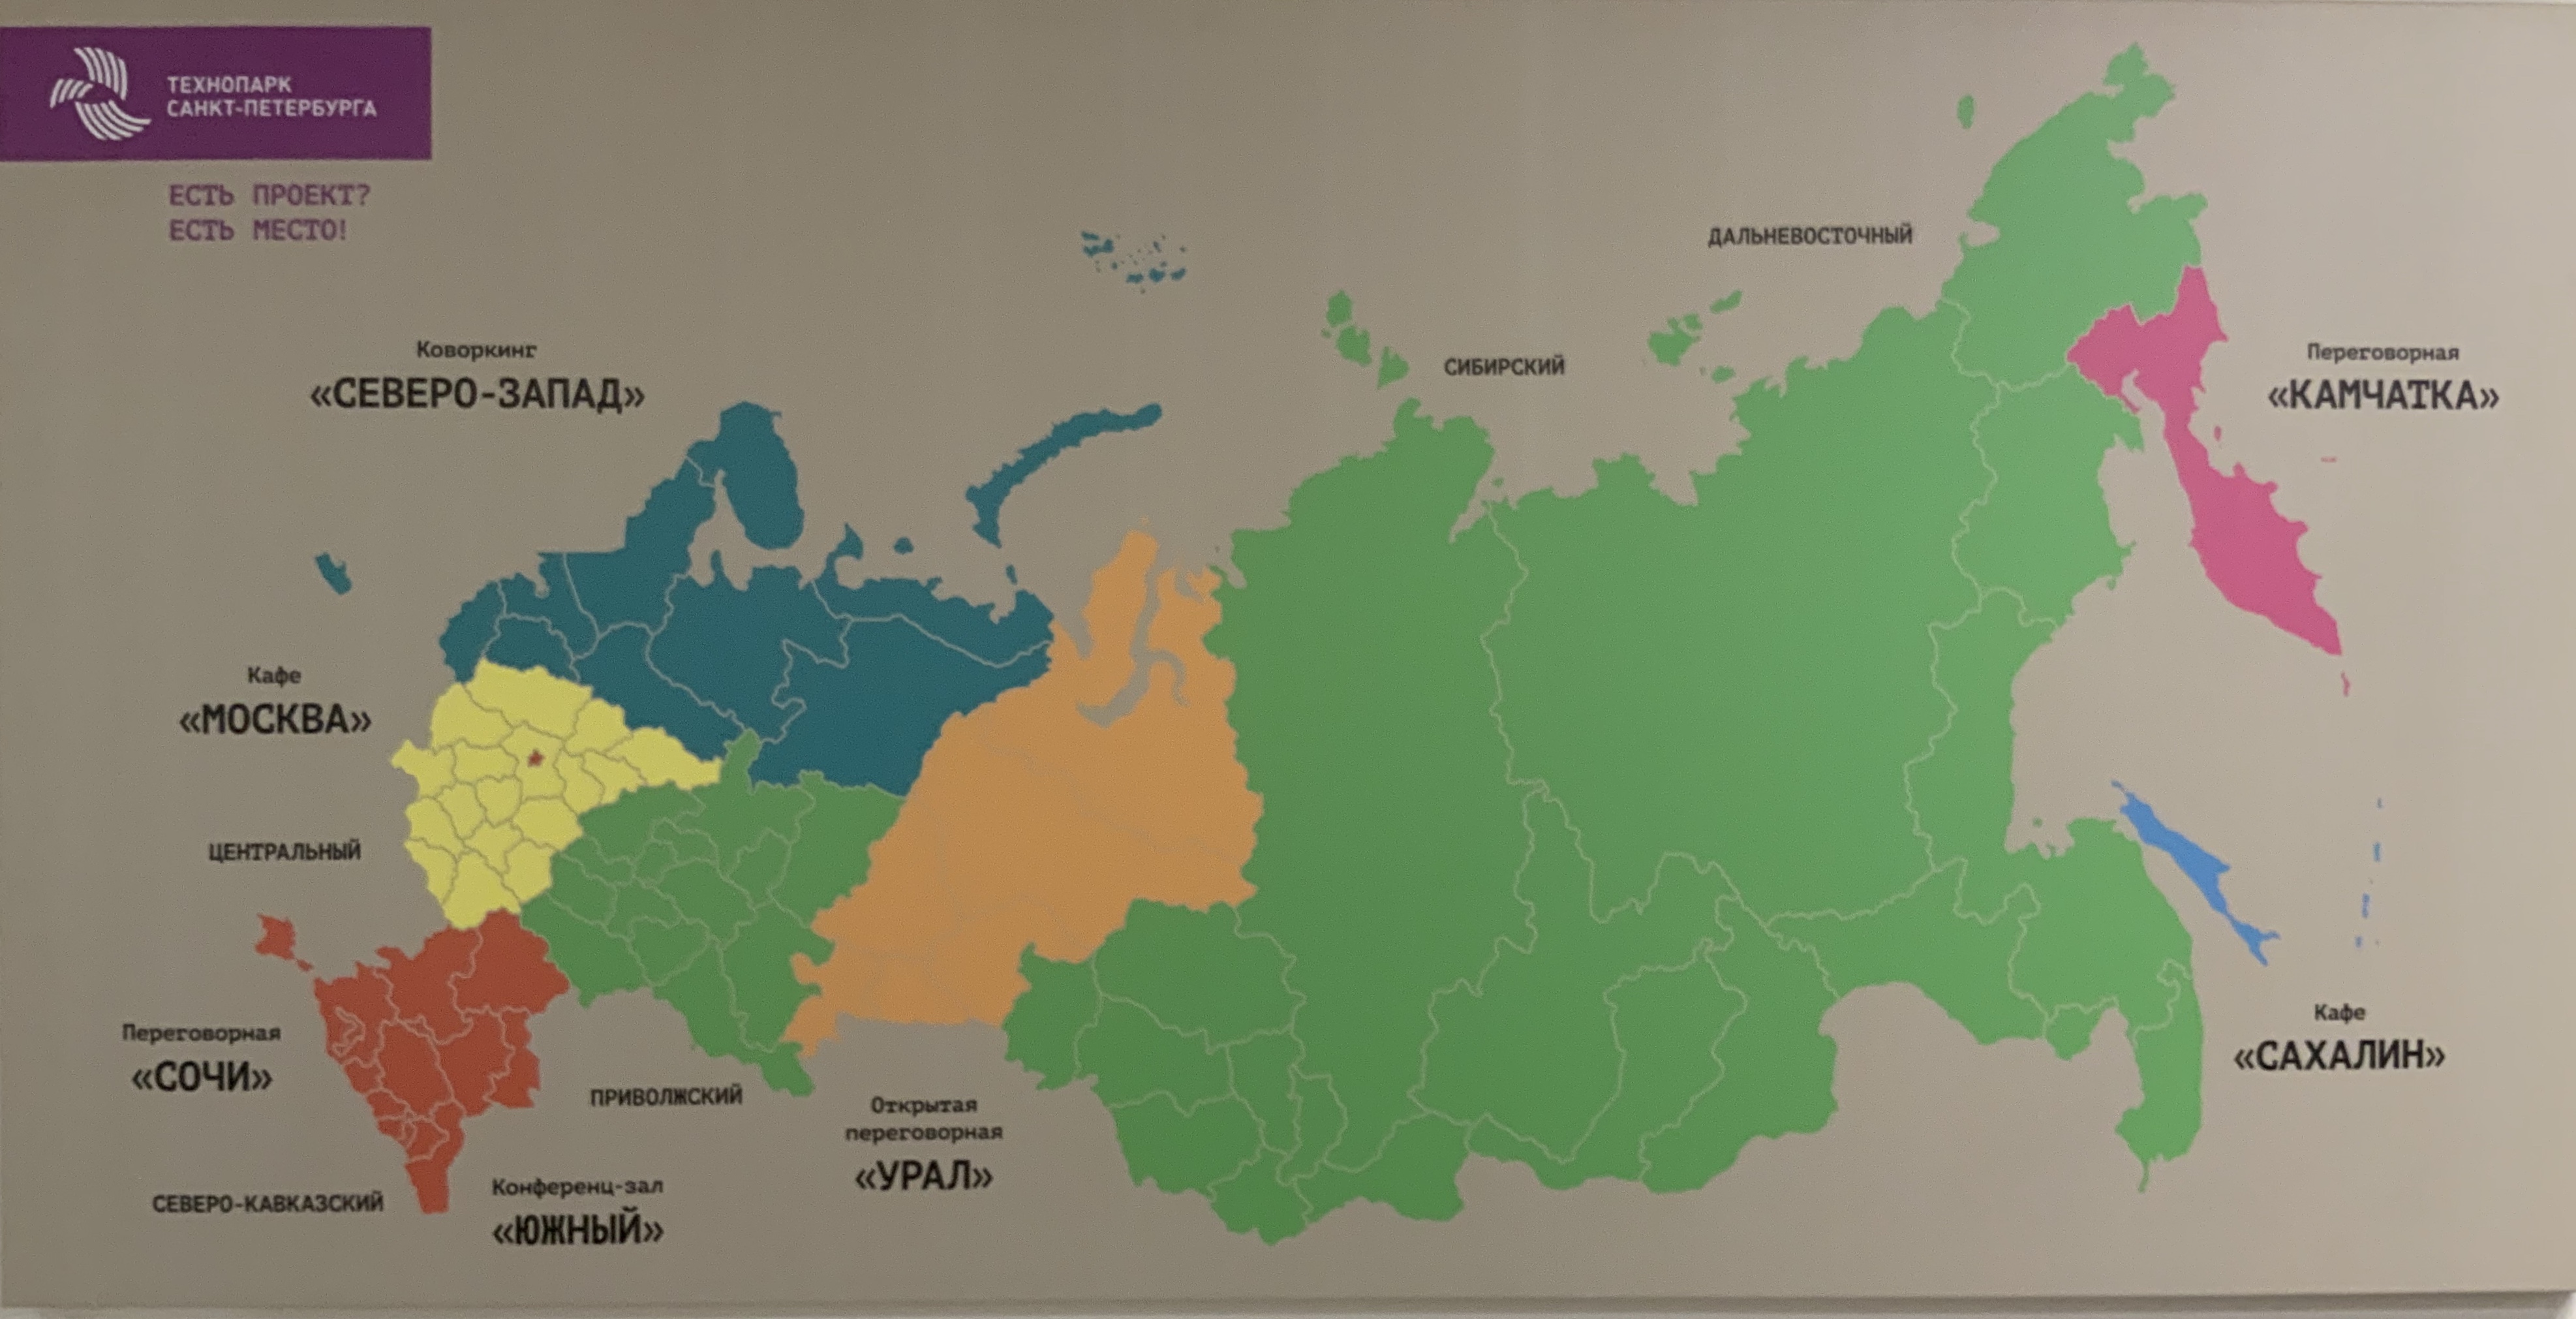 ТЕХНОПАРК
САНКТ-ПЕТЕРБУРГА
ЕСТЬ ПРОЕКТ?
ЕСТЬ МЕСТО!
ДАЛЬНЕВОСТОЧНЫЙ
Коворкинг
«СЕВЕРО-ЗАПАД»
СИБИРСКИЙ
Переговорная
«КАМЧАТКА»
Кафе
«МОСКВА»
ЦЕНТРАЛЬНЫЙ
Переговорная
«СОЧИ»
ПРИВОЛЖСКИЙ
Открытая
переговорная
«УРАЛ»
Кафе
«САХАЛИН»
СЕВЕРО-КАВКАЗСКИЙ
Конференц-зал
«ЮЖНЫЙ»